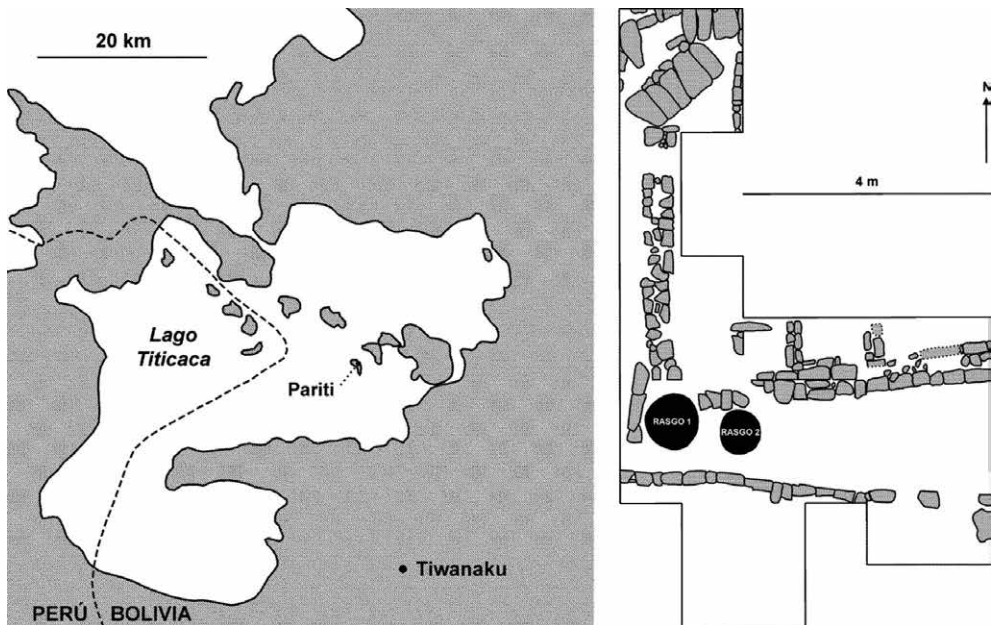 20 km
Lago
Titicaca
Pariti
Tiwanaku
PERÚ BOLIVIA
N
4 m
RASGO 1
RASGO 2